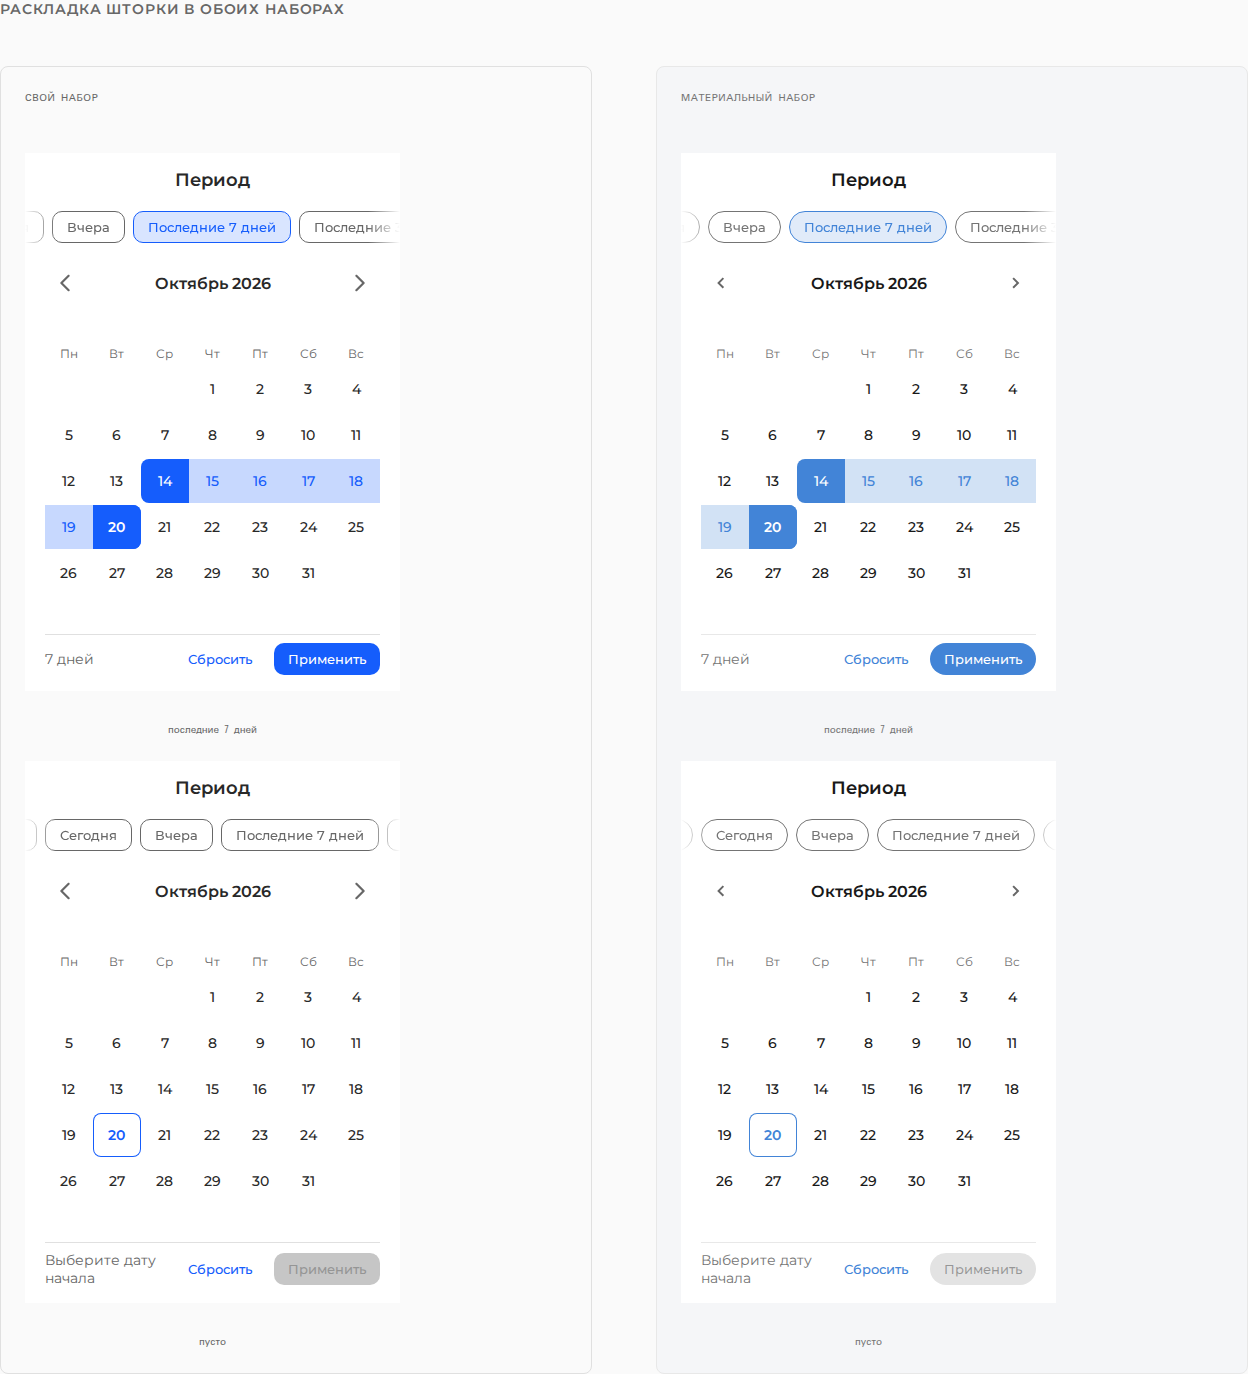 РАСКЛАДКА ШТОРКИ В ОБОИХ НАБОРАХ
СВОЙ НАБОР
Период
Вчера Последние 7 дней Последние
Октябрь 2026
Пн Вт Ср Чт Пт Сб Вс
1 2 3 4
5 6 7 8 9 10 11
12 13 14 15 16 17 18
19 20 21 22 23 24 25
26 27 28 29 30 31
7 дней Сбросить Применить
последние 7 дней
Период
Сегодня Вчера Последние 7 дней
Октябрь 2026
Пн Вт Ср Чт Пт Сб Вс
1 2 3 4
5 6 7 8 9 10 11
12 13 14 15 16 17 18
19 20 21 22 23 24 25
26 27 28 29 30 31
Выберите дату
начала
Сбросить Применить
пусто
МАТЕРИАЛЬНЫЙ НАБОР
Период
Вчера Последние 7 дней Последние
Октябрь 2026
Пн Вт Ср Чт Пт Сб Вс
1 2 3 4
5 6 7 8 9 10 11
12 13 14 15 16 17 18
19 20 21 22 23 24 25
26 27 28 29 30 31
7 дней Сбросить Применить
последние 7 дней
Период
Сегодня Вчера Последние 7 дней
Октябрь 2026
Пн Вт Ср Чт Пт Сб Вс
1 2 3 4
5 6 7 8 9 10 11
12 13 14 15 16 17 18
19 20 21 22 23 24 25
26 27 28 29 30 31
Выберите дату
начала
Сбросить Применить
пусто